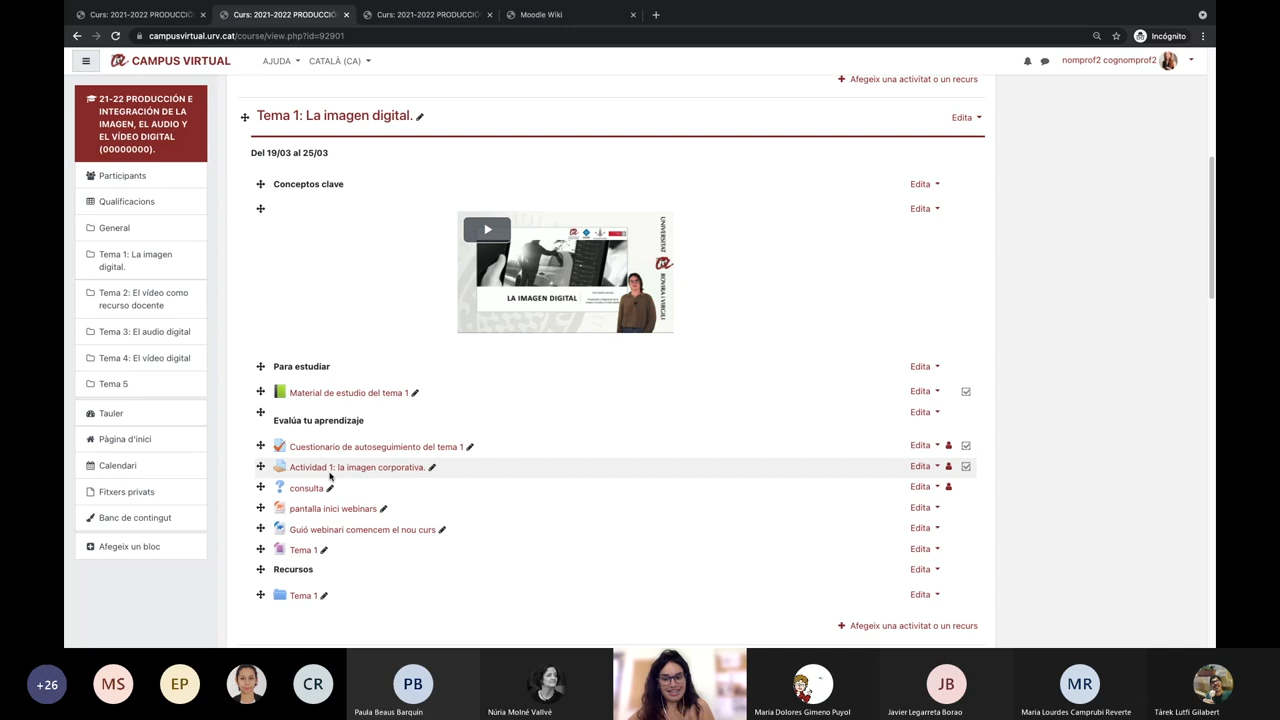 Curs: 2021-2022 PRODUCCIÓ
Curs: 2021-2022 PRODUCCIÓ
Curs: 2021-2022 PRODUCCIÓ
Moodle Wiki
campusvirtual.urv.cat/course/view.php?id=92901
Incógnito
CAMPUS VIRTUAL
AJUDA
CATALÀ (CA)
nomprof2 cognomprof2
21-22 PRODUCCIÓN E
INTEGRACIÓN DE LA
IMAGEN, EL AUDIO Y
EL VÍDEO DIGITAL
(00000000).
Participants
Qualificacions
General
Tema 1: La imagen
digital.
Tema 2: El vídeo como
recurso docente
Tema 3: El audio digital
Tema 4: El vídeo digital
Tema 5
Tauler
Pàgina d'inici
Calendari
Fitxers privats
Banc de contingut
Afegeix un bloc
Afegeix una activitat o un recurs
Tema 1: La imagen digital.
Edita
Del 19/03 al 25/03
Conceptos clave
Edita
Edita
LA IMAGEN DIGITAL
UNIVERSITAT
ROVIRA i VIRGILI
Para estudiar
Edita
Material de estudio del tema 1
Edita
Edita
Evalúa tu aprendizaje
Cuestionario de autoseguimiento del tema 1
Edita
Actividad 1: la imagen corporativa.
Edita
consulta
Edita
pantalla inici webinars
Edita
Guió webinari comencem el nou curs
Edita
Tema 1
Edita
Recursos
Edita
Tema 1
Edita
Afegeix una activitat o un recurs
+26
MS
EP
CR
PB
Paula Beaus Barquín
Núria Molné Vallvé
Maria Dolores Gimeno Puyol
JB
Javier Legarreta Borao
MR
Maria Lourdes Camprubí Reverte
Tárek Lutfi Gilabert